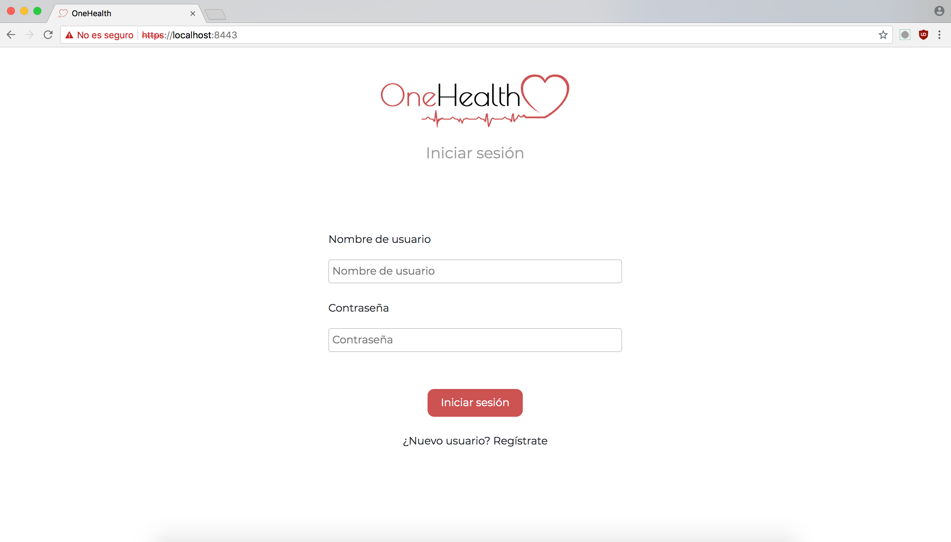 OneHealth
No es seguro https://localhost:8443
OneHealth
Iniciar sesión
Nombre de usuario
Nombre de usuario
Contraseña
Contraseña
Iniciar sesión
¿Nuevo usuario? Regístrate